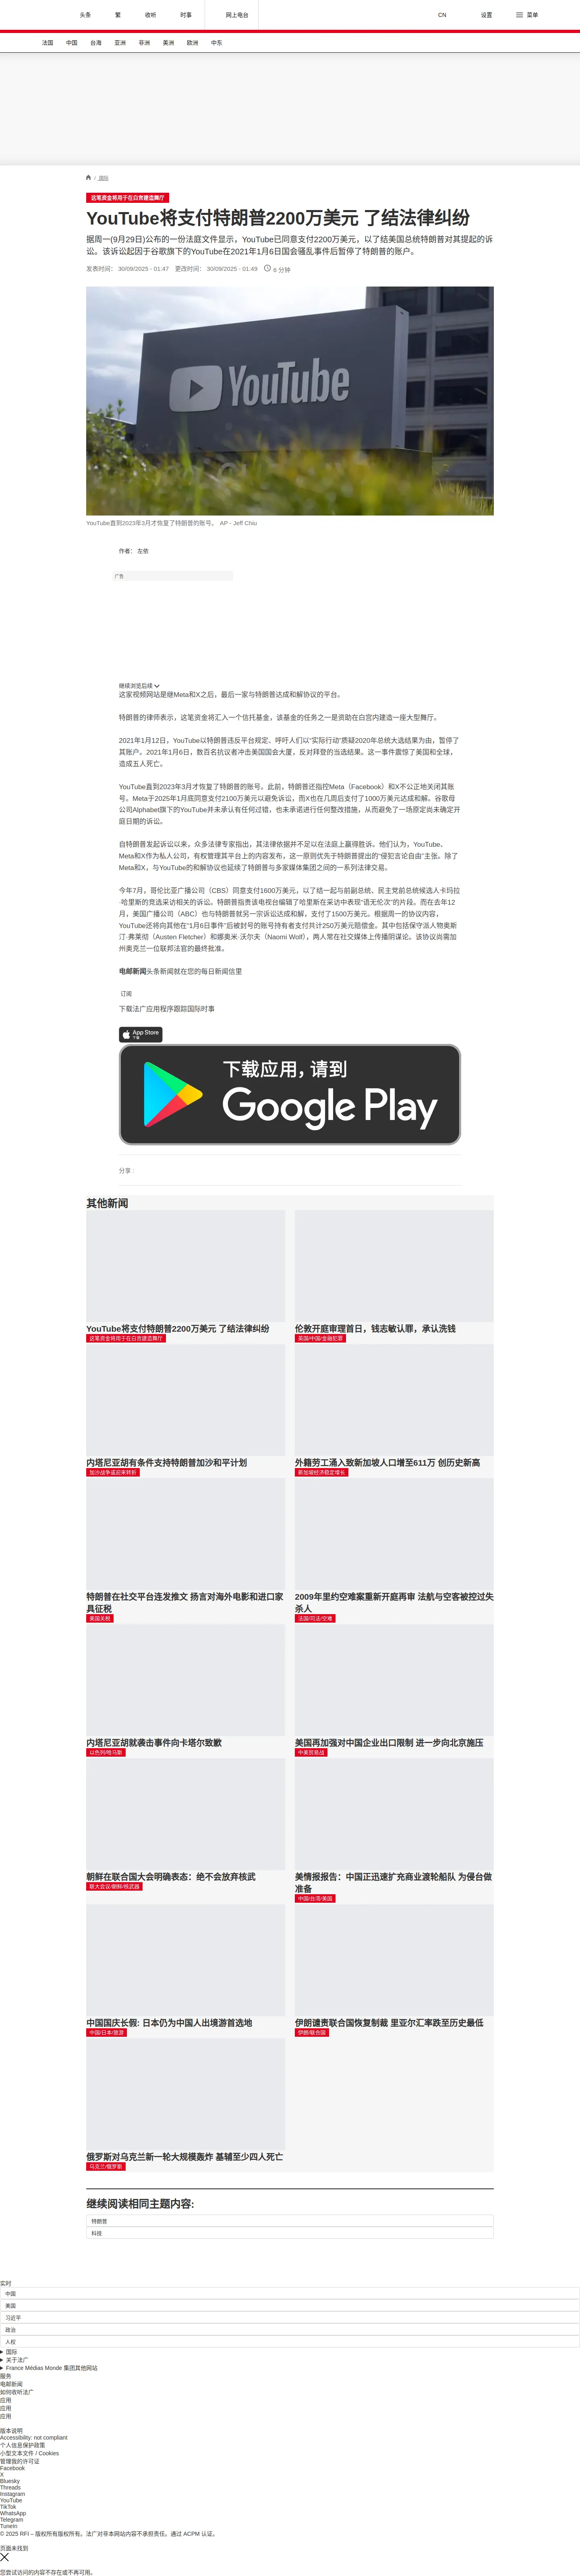 头条
繁
收听
时事
网上电台
CN
设置
菜单
法国
中国
台海
亚洲
非洲
美洲
欧洲
中东
/ 国际
这笔资金将用于在白宫建造舞厅
YouTube将支付特朗普2200万美元 了结法律纠纷
据周一(9月29日)公布的一份法庭文件显示，YouTube已同意支付2200万美元，以了结美国总统特朗普对其提起的诉
讼。该诉讼起因于谷歌旗下的YouTube在2021年1月6日国会骚乱事件后暂停了特朗普的账户。
发表时间： 30/09/2025 - 01:47 更改时间： 30/09/2025 - 01:49 6 分钟
YouTube
YouTube直到2023年3月才恢复了特朗普的账号。 AP - Jeff Chiu
作者： 左依
广告
继续浏览后续
这家视频网站是继Meta和X之后，最后一家与特朗普达成和解协议的平台。
特朗普的律师表示，这笔资金将汇入一个信托基金，该基金的任务之一是资助在白宫内建造一座大型舞厅。
2021年1月12日，YouTube以特朗普违反平台规定、呼吁人们以"实际行动"质疑2020年总统大选结果为由，暂停了
其账户。2021年1月6日，数百名抗议者冲击美国国会大厦，反对拜登的当选结果。这一事件震惊了美国和全球，
造成五人死亡。
YouTube直到2023年3月才恢复了特朗普的账号。此前，特朗普还指控Meta（Facebook）和X不公正地关闭其账
号。Meta于2025年1月底同意支付2100万美元以避免诉讼，而X也在几周后支付了1000万美元达成和解。谷歌母
公司Alphabet旗下的YouTube并未承认有任何过错，也未承诺进行任何整改措施，从而避免了一场原定尚未确定开
庭日期的诉讼。
自特朗普发起诉讼以来，众多法律专家指出，其法律依据并不足以在法庭上赢得胜诉。他们认为，YouTube、
Meta和X作为私人公司，有权管理其平台上的内容发布，这一原则优先于特朗普提出的"侵犯言论自由"主张。除了
Meta和X，与YouTube的和解协议也延续了特朗普与多家媒体集团之间的一系列法律交易。
今年7月，哥伦比亚广播公司（CBS）同意支付1600万美元，以了结一起与前副总统、民主党前总统候选人卡玛拉
·哈里斯的竞选采访相关的诉讼。特朗普指责该电视台编辑了哈里斯在采访中表现"语无伦次"的片段。而在去年12
月，美国广播公司（ABC）也与特朗普就另一宗诉讼达成和解，支付了1500万美元。根据周一的协议内容，
YouTube还将向其他在"1月6日事件"后被封号的账号持有者支付共计250万美元赔偿金。其中包括保守派人物奥斯
汀·弗莱彻（Austen Fletcher）和娜奥米·沃尔夫（Naomi Wolf），两人常在社交媒体上传播阴谋论。该协议尚需加
州奥克兰一位联邦法官的最终批准。
电邮新闻头条新闻就在您的每日新闻信里
订阅
下载法广应用程序跟踪国际时事
App Store
下载
下载应用，请到
Google Play
分享 :
其他新闻
YouTube将支付特朗普2200万美元 了结法律纠纷
这笔资金将用于在白宫建造舞厅
伦敦开庭审理首日，钱志敏认罪，承认洗钱
英国/中国/金融犯罪
内塔尼亚胡有条件支持特朗普加沙和平计划
加沙战争或迎来转折
外籍劳工涌入致新加坡人口增至611万 创历史新高
新加坡经济稳定增长
特朗普在社交平台连发推文 扬言对海外电影和进口家
具征税
美国关税
2009年里约空难案重新开庭再审 法航与空客被控过失
杀人
法国/司法/空难
内塔尼亚胡就袭击事件向卡塔尔致歉
以色列/哈马斯
美国再加强对中国企业出口限制 进一步向北京施压
中美贸易战
朝鲜在联合国大会明确表态：绝不会放弃核武
联大会议/朝鲜/核武器
美情报报告：中国正迅速扩充商业渡轮船队 为侵台做
准备
中国/台湾/美国
中国国庆长假: 日本仍为中国人出境游首选地
中国/日本/旅游
伊朗谴责联合国恢复制裁 里亚尔汇率跌至历史最低
伊朗/联合国
俄罗斯对乌克兰新一轮大规模轰炸 基辅至少四人死亡
乌克兰/俄罗斯
继续阅读相同主题内容:
特朗普
科技
实时
中国
美国
习近平
政治
人权
国际
关于法广
France Médias Monde 集团其他网站
服务
电邮新闻
如何收听法广
应用
应用
应用
版本说明
Accessibility: not compliant
个人信息保护政策
小型文本文件 / Cookies
管理我的许可证
Facebook
X
Bluesky
Threads
Instagram
YouTube
TikTok
WhatsApp
Telegram
TuneIn
© 2025 RFI – 版权所有版权所有。法广对非本网站内容不承担责任。通过 ACPM 认证。
页面未找到
您尝试访问的内容不存在或不再可用。